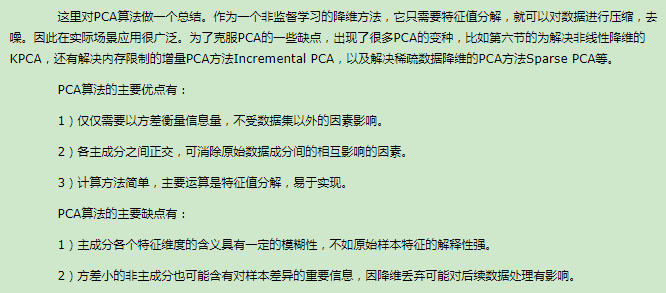 这里对PCA算法做一个总结。作为一个非监督学习的降维方法，它只需要特征值分解，就可以对数据进行压缩，去
噪。因此在实际场景应用很广泛。为了克服PCA的一些缺点，出现了很多PCA的变种，比如第六节的为解决非线性降维的
KPCA，还有解决内存限制的增量PCA方法Incremental PCA，以及解决稀疏数据降维的PCA方法Sparse PCA等。
PCA算法的主要优点有：
1）仅仅需要以方差衡量信息量，不受数据集以外的因素影响。
2）各主成分之间正交，可消除原始数据成分间的相互影响的因素。
3）计算方法简单，主要运算是特征值分解，易于实现。
PCA算法的主要缺点有：
1）主成分各个特征维度的含义具有一定的模糊性，不如原始样本特征的解释性强。
2）方差小的非主成分也可能含有对样本差异的重要信息，因降维丢弃可能对后续数据处理有影响。